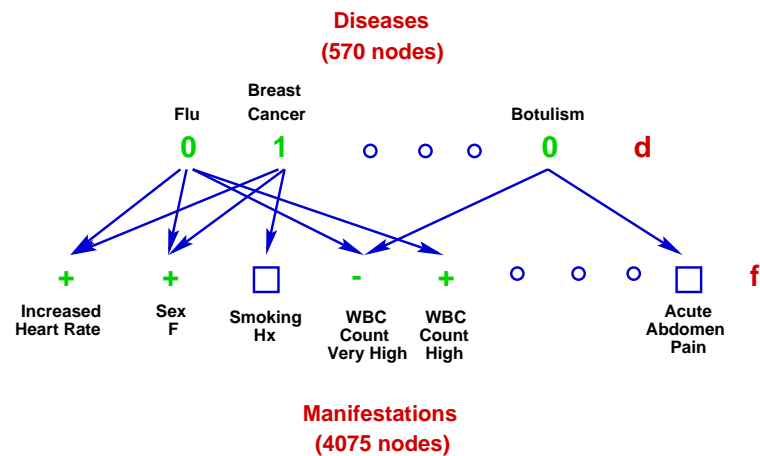 Diseases
(570 nodes)
Flu
Breast
Cancer
Botulism
0
1
0
d
+
+
-
+
f
Increased
Heart Rate
Sex
F
Smoking
Hx
WBC
Count
Very High
WBC
Count
High
Acute
Abdomen
Pain
Manifestations
(4075 nodes)